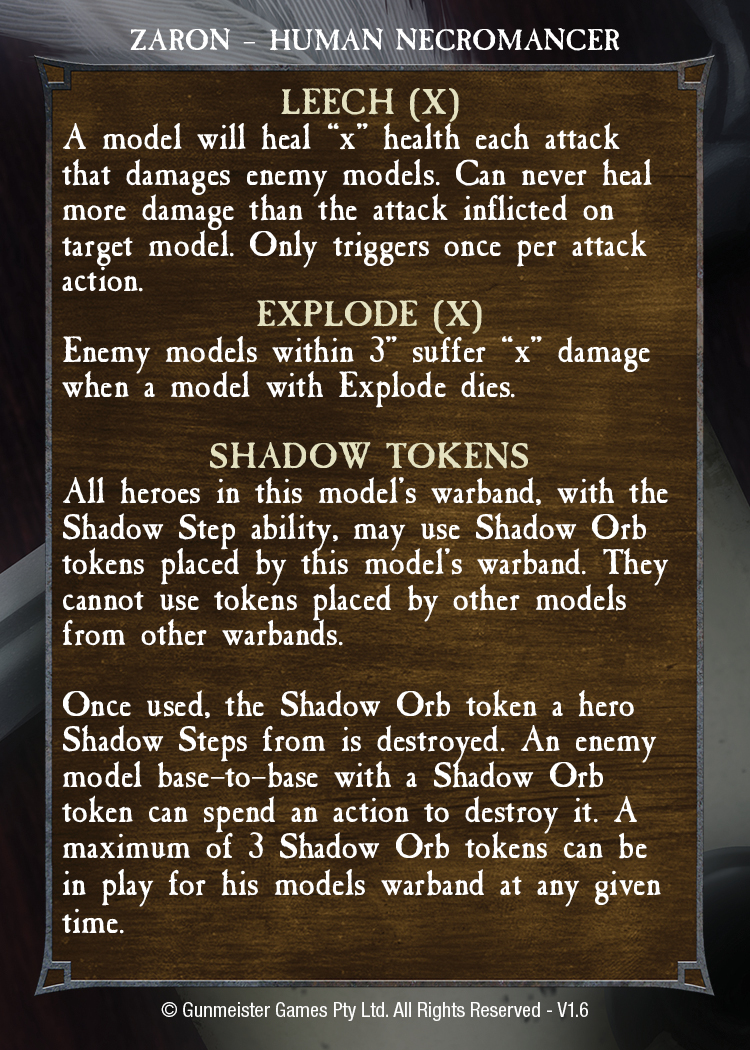 ZARON – HUMAN NECROMANCER
LEECH (X)
A model will heal “x” health each attack
that damages enemy models. Can never heal
more damage than the attack inflicted on
target model. Only triggers once per attack
action.
EXPLODE (X)
Enemy models within 3” suffer “x” damage
when a model with Explode dies.
SHADOW TOKENS
All heroes in this model’s warband, with the
Shadow Step ability, may use Shadow Orb
tokens placed by this model’s warband. They
cannot use tokens placed by other models
from other warbands.
Once used, the Shadow Orb token a hero
Shadow Steps from is destroyed. An enemy
model base–to–base with a Shadow Orb
token can spend an action to destroy it. A
maximum of 3 Shadow Orb tokens can be
in play for his models warband at any given
time.
© Gunmeister Games Pty Ltd. All Rights Reserved - V1.6